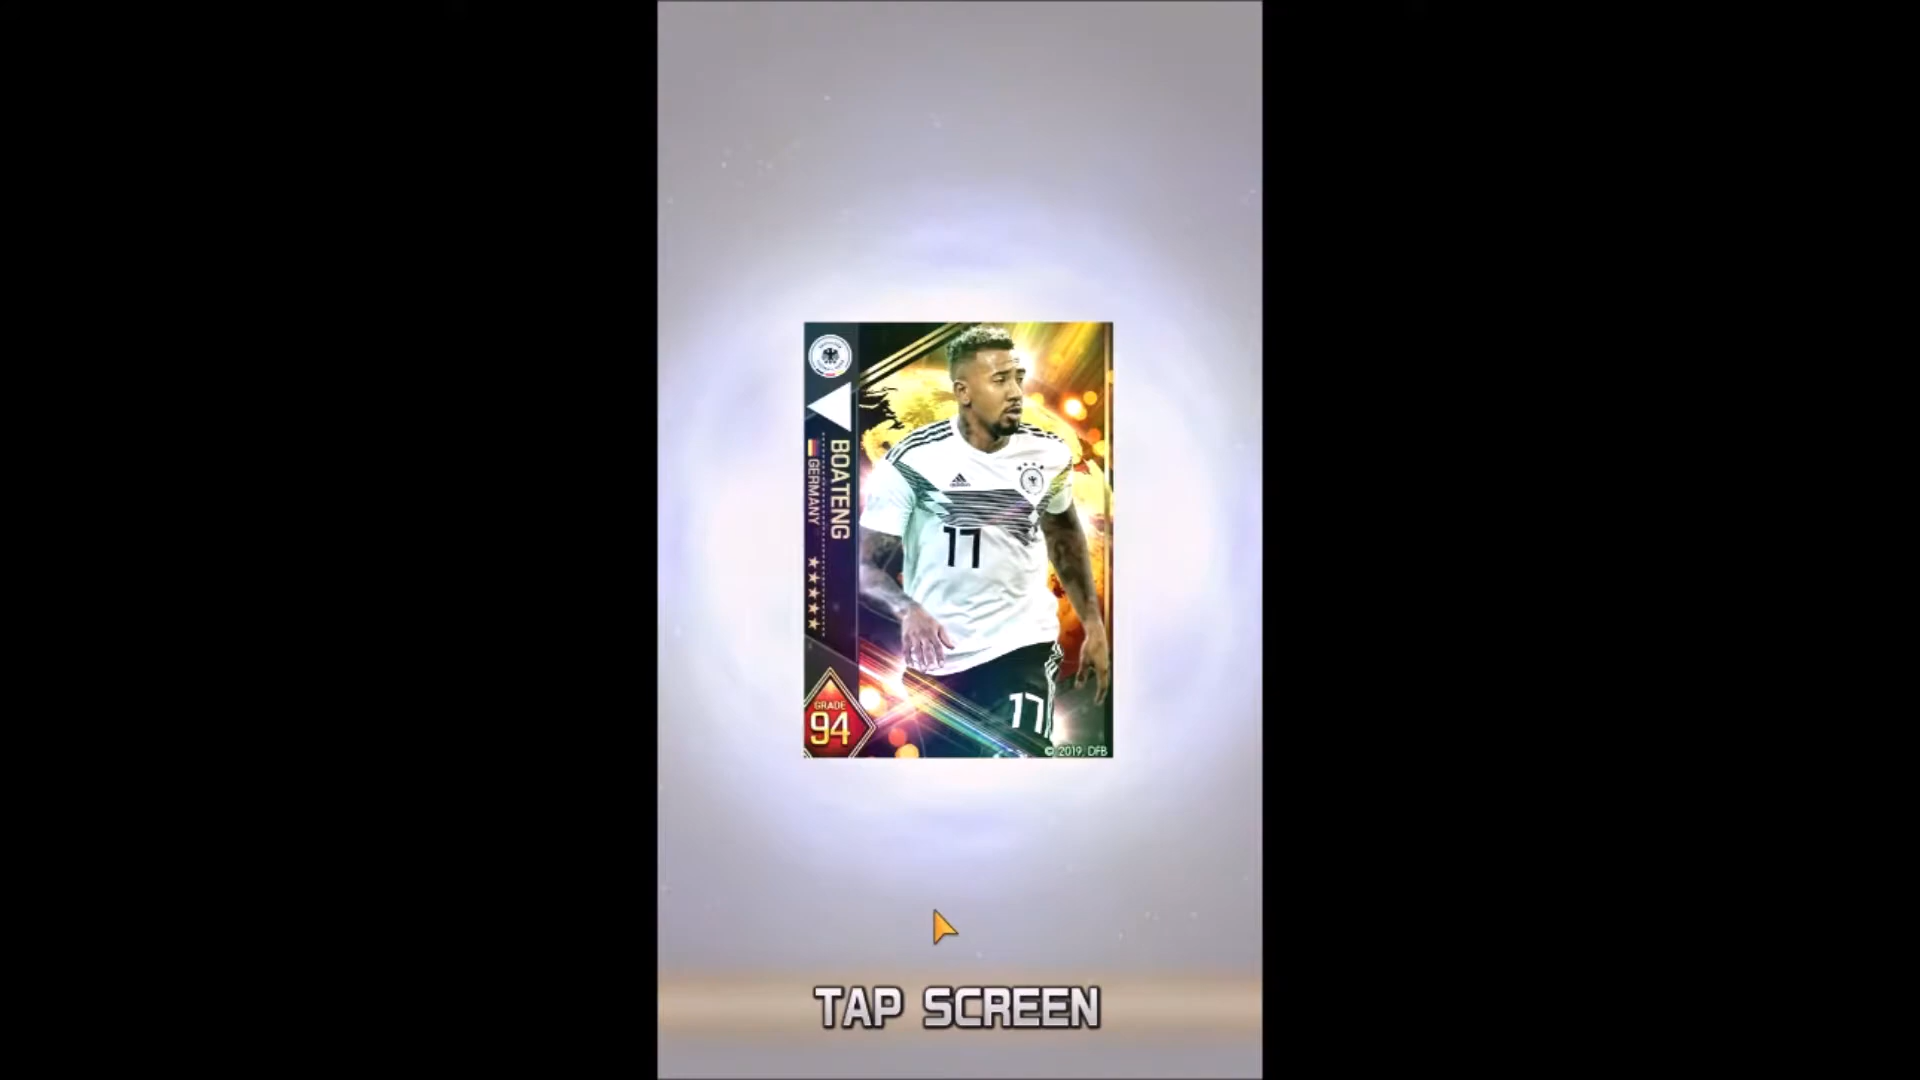 BOATENG
GERMANY
17
17
GRADE
94
© 2019, DFB
TAP SCREEN